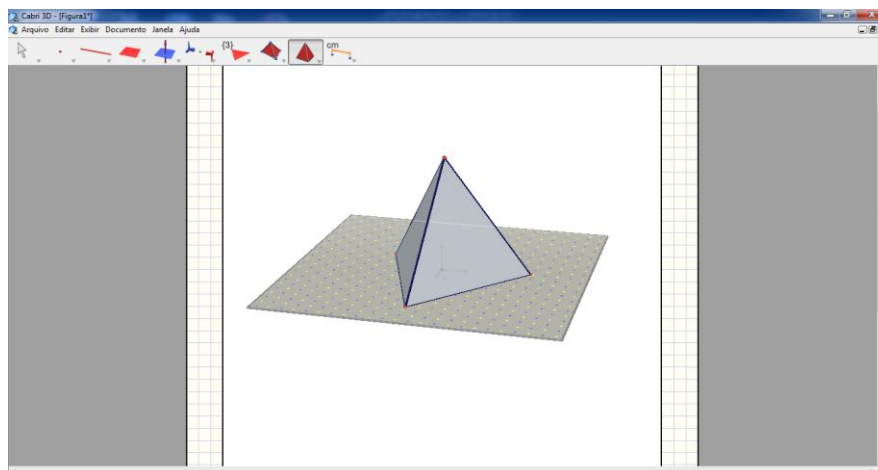 Cabri 3D - [Figura1*]
Arquivo Editar Exibir Documento Janela Ajuda
{3}
cm